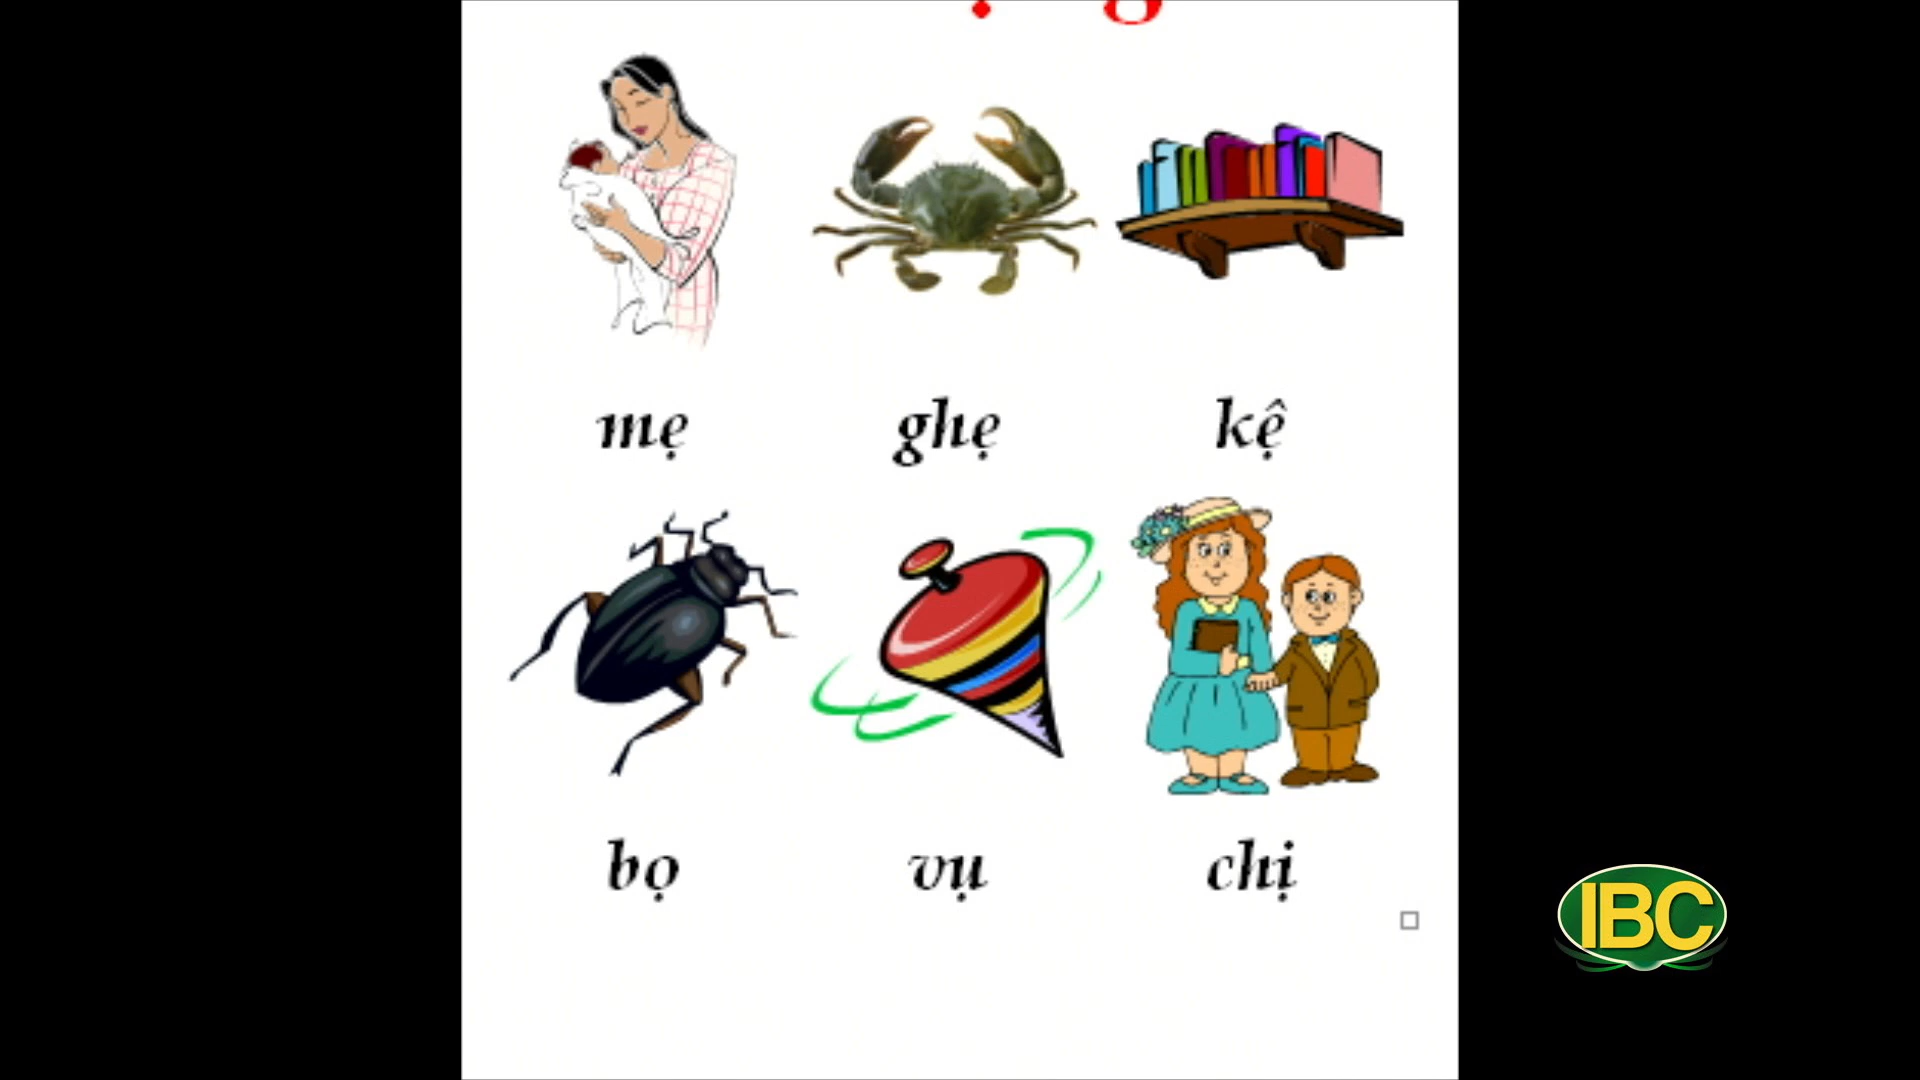 mẹ ghẹ kệ
bọ vụ chị
IBC